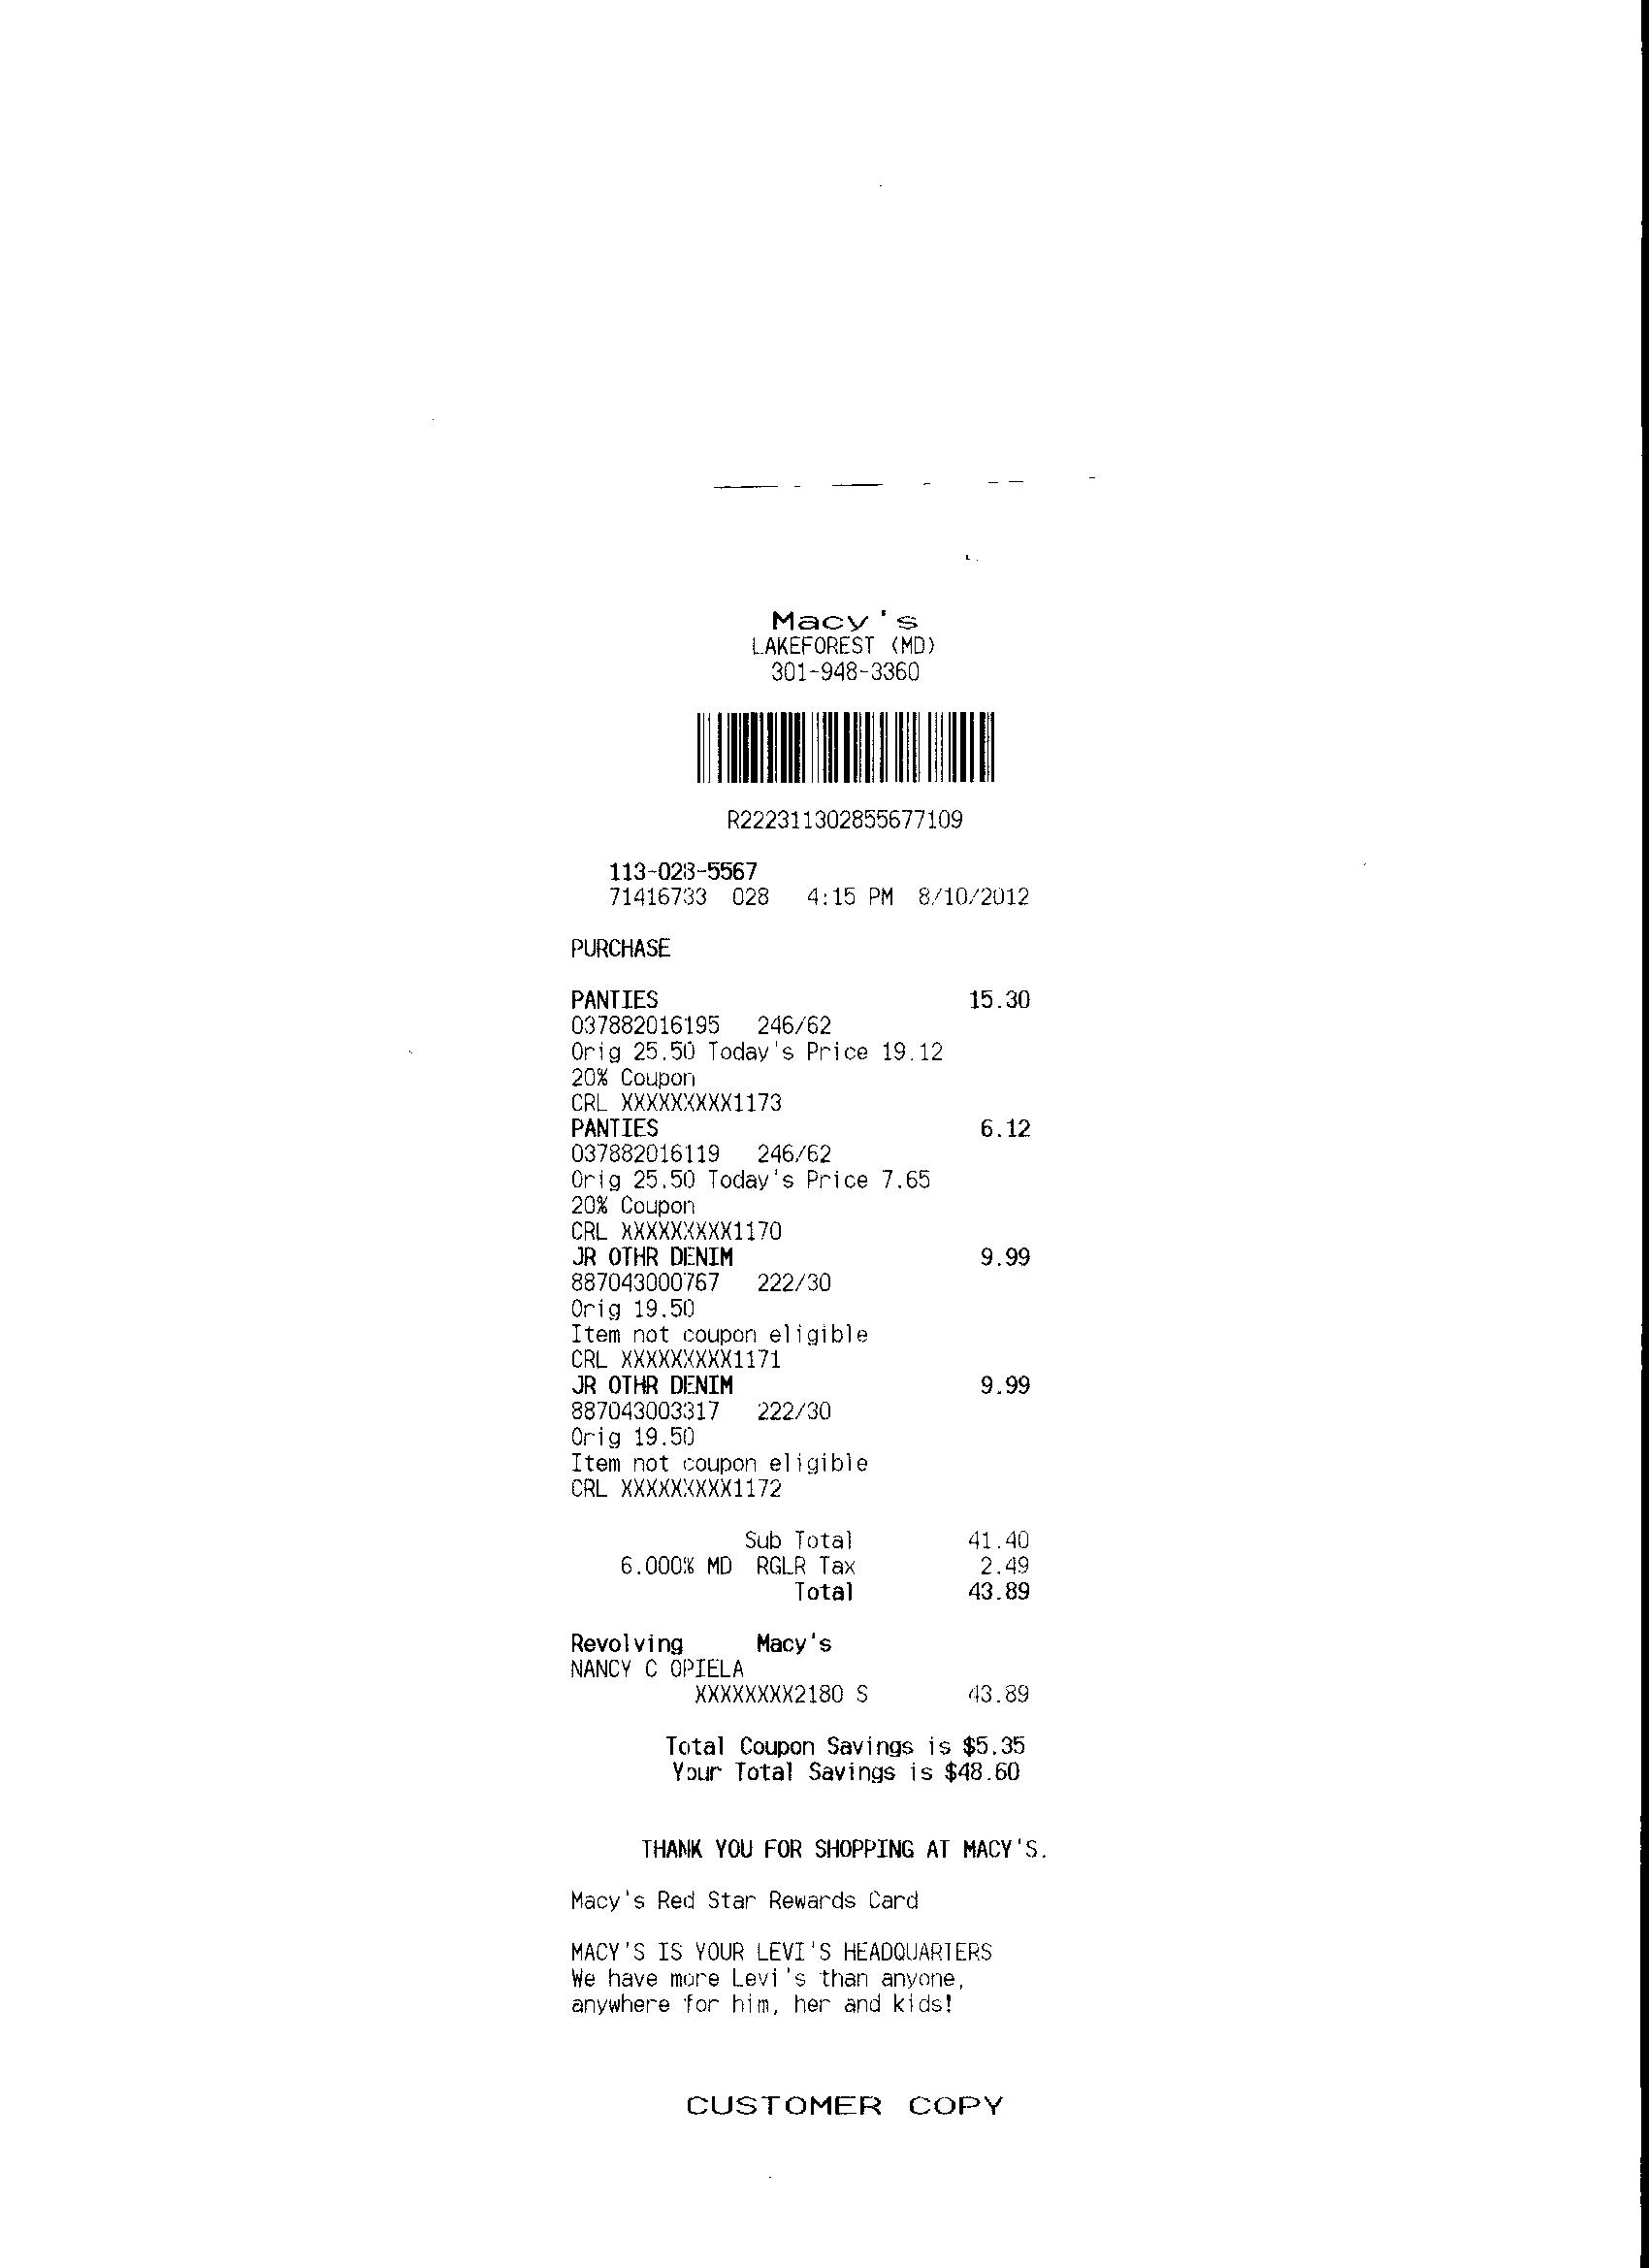 Macy's
LAKEFOREST (MD)
301-948-3360
R222311302855677109
113-028-5567
71416733 028 4:15 PM 8/10/2012
PURCHASE
PANTIES 15.30
037882016195 246/62
Orig 25.50 Today's Price 19.12
20% Coupon
CRL XXXXXXXXX1173
PANTIES 6.12
037882016119 246/62
Orig 25.50 Today's Price 7.65
20% Coupon
CRL XXXXXXXXX1170
JR OTHR DENIM 9.99
887043000767 222/30
Orig 19.50
Item not coupon eligible
CRL XXXXXXXXX1171
JR OTHR DENIM 9.99
887043003317 222/30
Orig 19.50
Item not coupon eligible
CRL XXXXXXXXX1172
Sub Total 41.40
6.000% MD RGLR Tax 2.49
Total 43.89
Revolving Macy's
NANCY C OPIELA
XXXXXXXX2180 S 43.89
Total Coupon Savings is $5.35
Your Total Savings is $48.60
THANK YOU FOR SHOPPING AT MACY'S.
Macy's Red Star Rewards Card
MACY'S IS YOUR LEVI'S HEADQUARTERS
We have more Levi's than anyone,
anywhere for him, her and kids!
CUSTOMER COPY